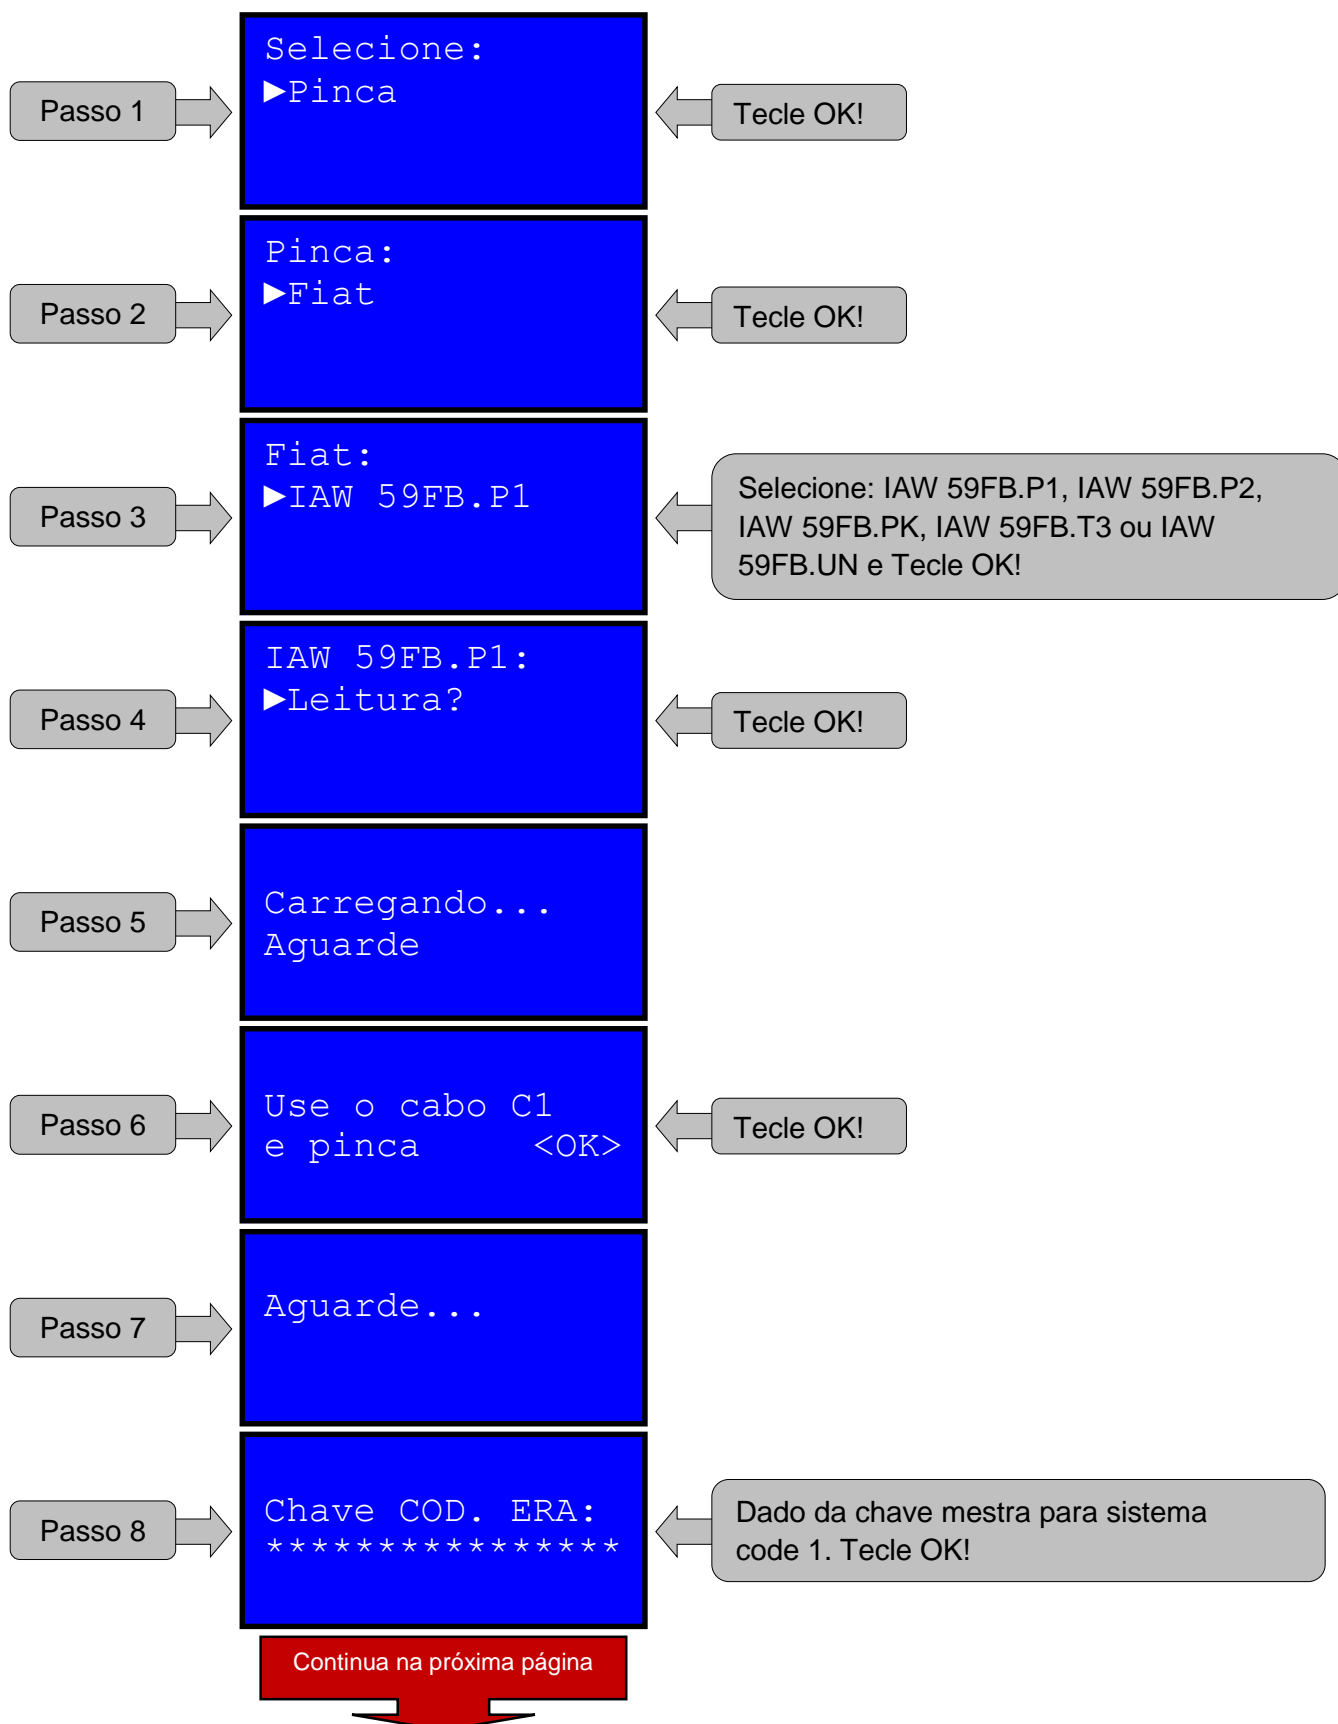 Passo 1
Selecione:
►Pinca
Tecle OK!
Passo 2
Pinca:
►Fiat
Tecle OK!
Passo 3
Fiat:
►IAW 59FB.P1
Selecione: IAW 59FB.P1, IAW 59FB.P2,
IAW 59FB.PK, IAW 59FB.T3 ou IAW
59FB.UN e Tecle OK!
Passo 4
IAW 59FB.P1:
►Leitura?
Tecle OK!
Passo 5
Carregando...
Aguarde
Passo 6
Use o cabo C1
e pinca <OK>
Tecle OK!
Passo 7
Aguarde...
Passo 8
Chave COD. ERA:
****************
Dado da chave mestra para sistema
code 1. Tecle OK!
Continua na próxima página